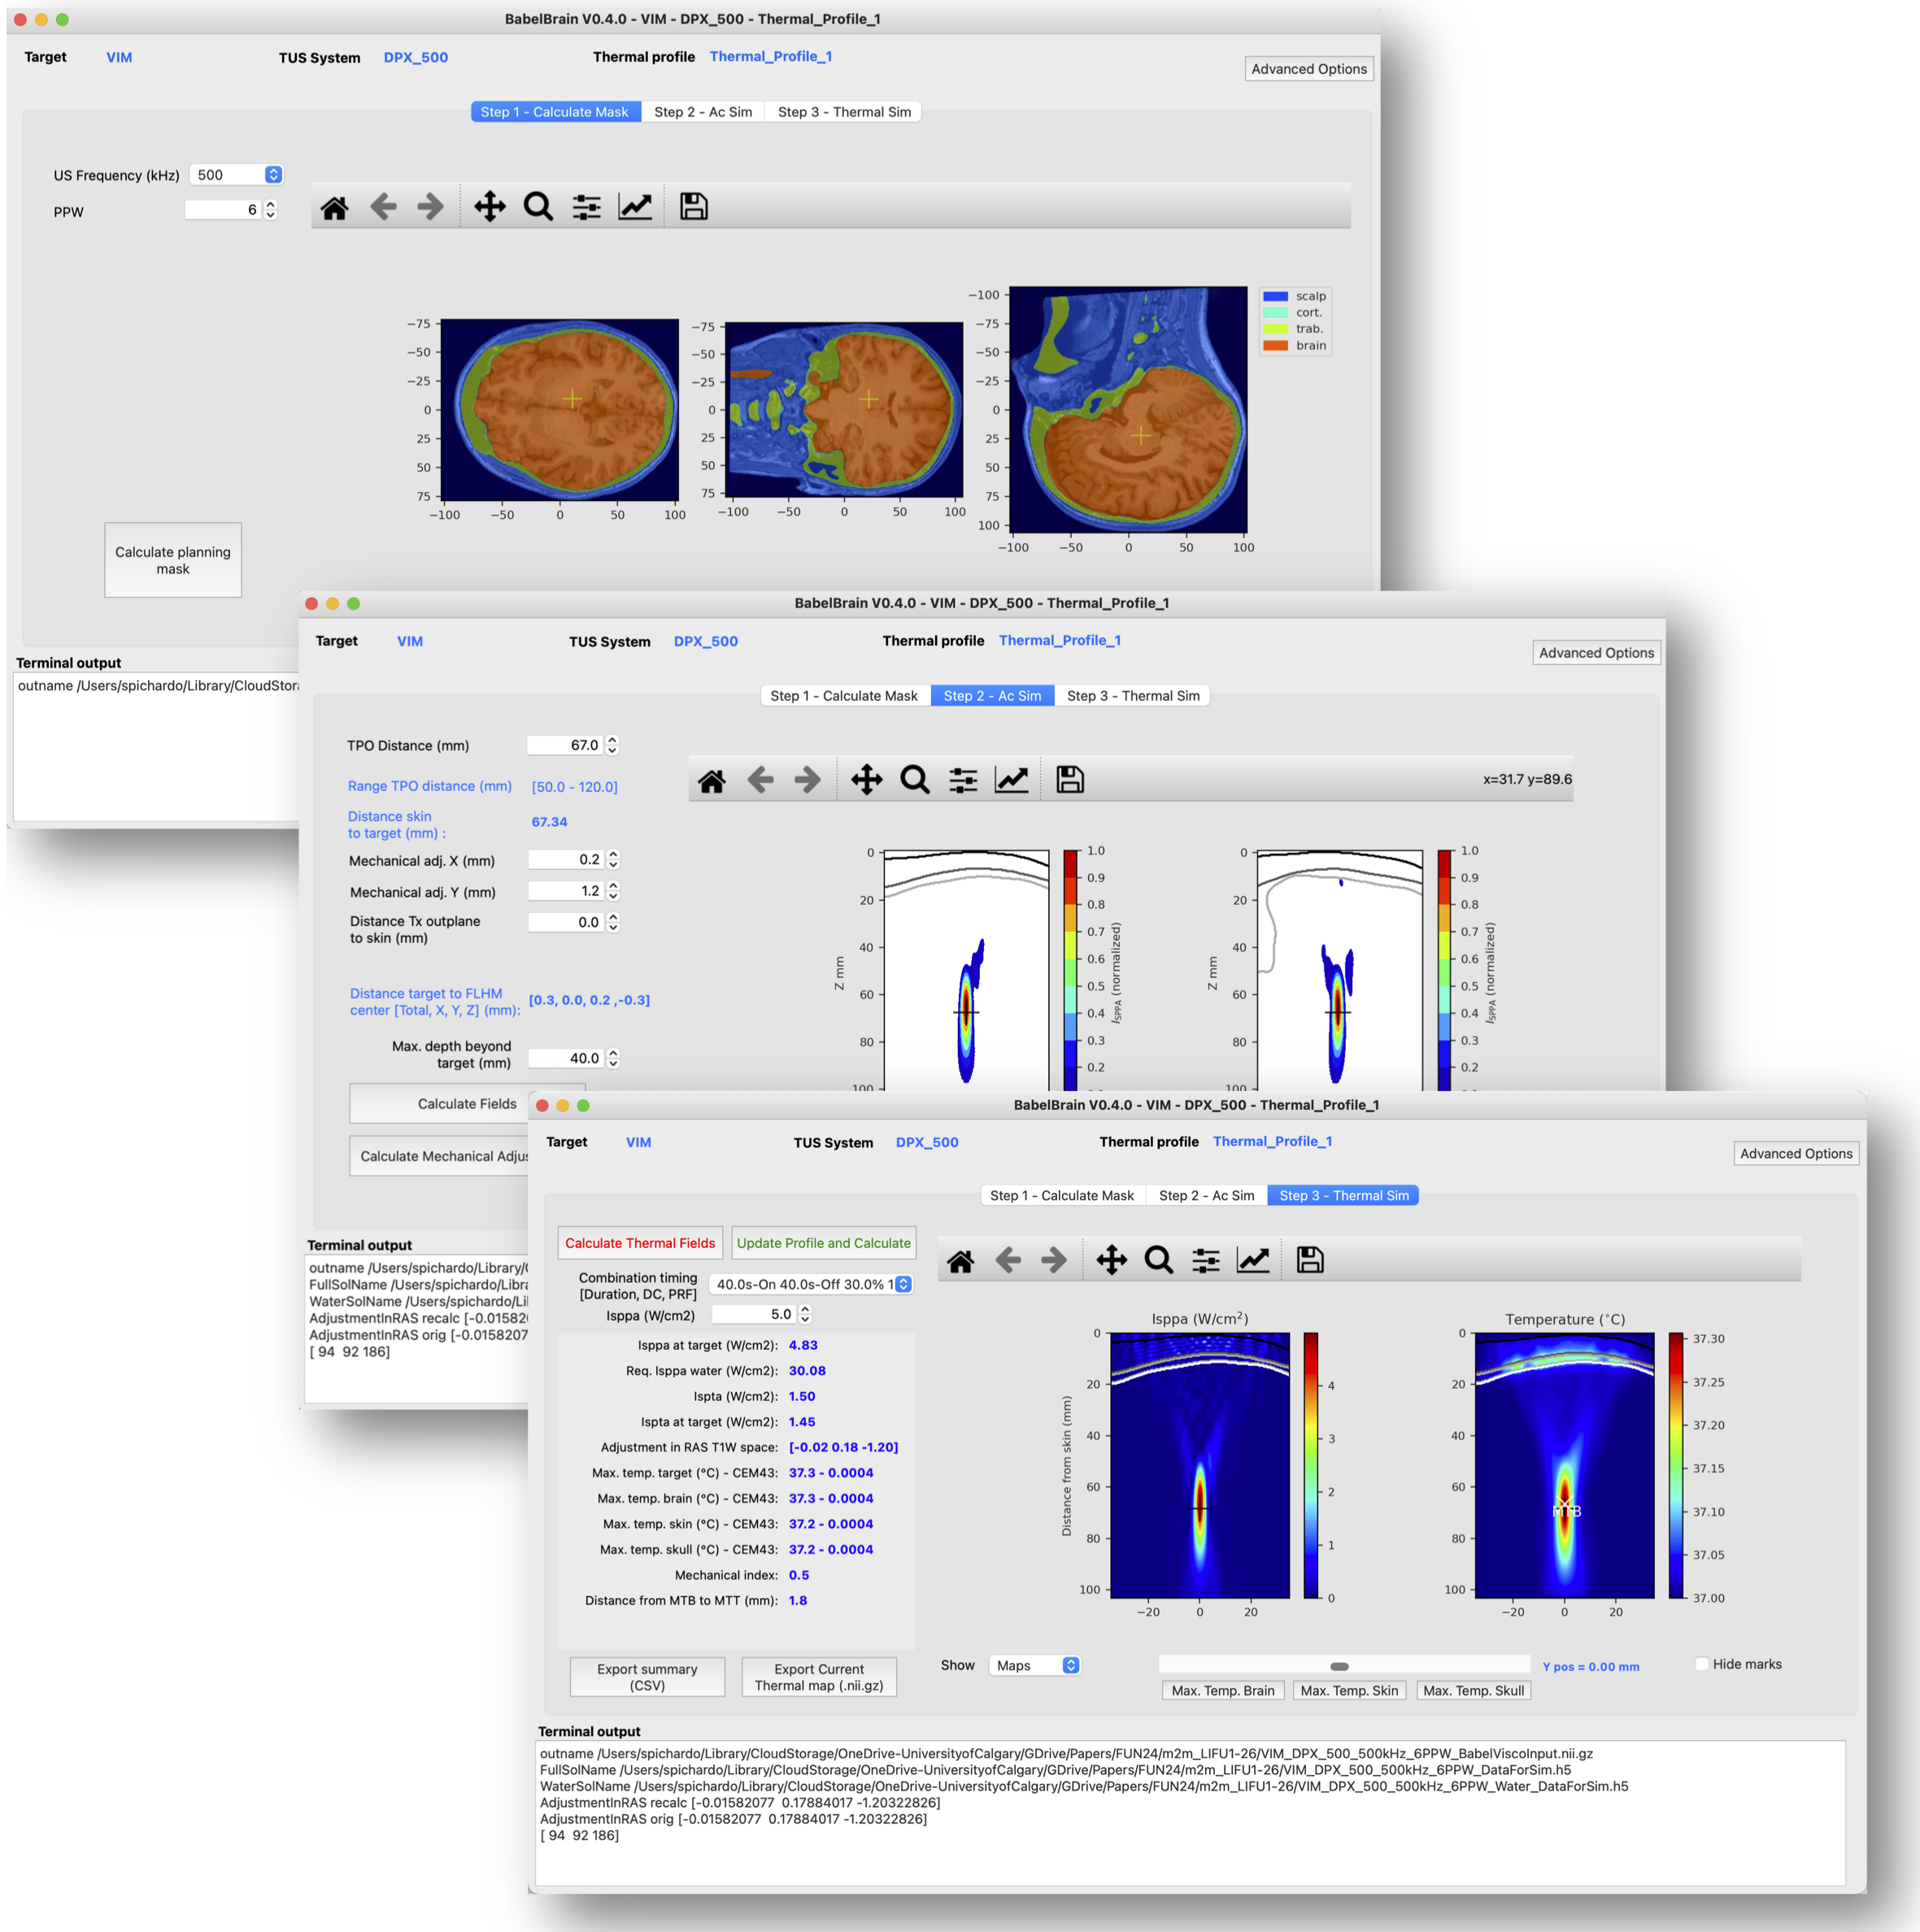 BabelBrain V0.4.0 - VIM - DPX_500 - Thermal_Profile_1
Target VIM TUS System DPX_500 Thermal profile Thermal_Profile_1
Advanced Options
Step 1 - Calculate Mask Step 2 - Ac Sim Step 3 - Thermal Sim
US Frequency (kHz) 500
PPW 6
−75
−50
−25
0
25
50
75
−100 −50 0 50 100
−75
−50
−25
0
25
50
75
−100 −50 0 50 100
−100
−75
−50
−25
0
25
50
75
100
−100 −50 0 50 100
scalp
cort.
trab.
brain
Calculate planning
mask
Terminal output
outname /Users/spichardo/Library/CloudStora
BabelBrain V0.4.0 - VIM - DPX_500 - Thermal_Profile_1
Target VIM TUS System DPX_500 Thermal profile Thermal_Profile_1
Advanced Options
Step 1 - Calculate Mask Step 2 - Ac Sim Step 3 - Thermal Sim
TPO Distance (mm) 67.0
Range TPO distance (mm) [50.0 - 120.0]
Distance skin
to target (mm) : 67.34
Mechanical adj. X (mm) 0.2
Mechanical adj. Y (mm) 1.2
Distance Tx outplane
to skin (mm) 0.0
Distance target to FLHM
center [Total, X, Y, Z] (mm): [0.3, 0.0, 0.2 ,-0.3]
Max. depth beyond
target (mm) 40.0
Calculate Fields
Calculate Mechanical Adjus
x=31.7 y=89.6
0
20
40
60
80
100
Z mm
1.0
0.9
0.8
0.7
0.6
0.5
0.4
0.3
0.2
I_SPPA (normalized)
0
20
40
60
80
100
Z mm
1.0
0.9
0.8
0.7
0.6
0.5
0.4
0.3
0.2
I_SPPA (normalized)
Terminal output
outname /Users/spichardo/Library/C
FullSolName /Users/spichardo/Libra
WaterSolName /Users/spichardo/Li
AdjustmentInRAS recalc [-0.01582
AdjustmentInRAS orig [-0.0158207
[ 94 92 186]
BabelBrain V0.4.0 - VIM - DPX_500 - Thermal_Profile_1
Target VIM TUS System DPX_500 Thermal profile Thermal_Profile_1
Advanced Options
Step 1 - Calculate Mask Step 2 - Ac Sim Step 3 - Thermal Sim
Calculate Thermal Fields Update Profile and Calculate
Combination timing
[Duration, DC, PRF] 40.0s-On 40.0s-Off 30.0% 1
Isppa (W/cm2) 5.0
Isppa at target (W/cm2): 4.83
Req. Isppa water (W/cm2): 30.08
Ispta (W/cm2): 1.50
Ispta at target (W/cm2): 1.45
Adjustment in RAS T1W space: [-0.02 0.18 -1.20]
Max. temp. target (°C) - CEM43: 37.3 - 0.0004
Max. temp. brain (°C) - CEM43: 37.3 - 0.0004
Max. temp. skin (°C) - CEM43: 37.2 - 0.0004
Max. temp. skull (°C) - CEM43: 37.2 - 0.0004
Mechanical index: 0.5
Distance from MTB to MTT (mm): 1.8
Export summary
(CSV)
Export Current
Thermal map (.nii.gz)
Isppa (W/cm²)
0
20
40
60
80
100
Distance from skin (mm)
−20 0 20
4
3
2
1
0
Temperature (°C)
0
20
40
60
80
100
MTB
−20 0 20
37.30
37.25
37.20
37.15
37.10
37.05
37.00
Show Maps
Y pos = 0.00 mm
Hide marks
Max. Temp. Brain Max. Temp. Skin Max. Temp. Skull
Terminal output
outname /Users/spichardo/Library/CloudStorage/OneDrive-UniversityofCalgary/GDrive/Papers/FUN24/m2m_LIFU1-26/VIM_DPX_500_500kHz_6PPW_BabelViscoInput.nii.gz
FullSolName /Users/spichardo/Library/CloudStorage/OneDrive-UniversityofCalgary/GDrive/Papers/FUN24/m2m_LIFU1-26/VIM_DPX_500_500kHz_6PPW_DataForSim.h5
WaterSolName /Users/spichardo/Library/CloudStorage/OneDrive-UniversityofCalgary/GDrive/Papers/FUN24/m2m_LIFU1-26/VIM_DPX_500_500kHz_6PPW_Water_DataForSim.h5
AdjustmentInRAS recalc [-0.01582077 0.17884017 -1.20322826]
AdjustmentInRAS orig [-0.01582077 0.17884017 -1.20322826]
[ 94 92 186]